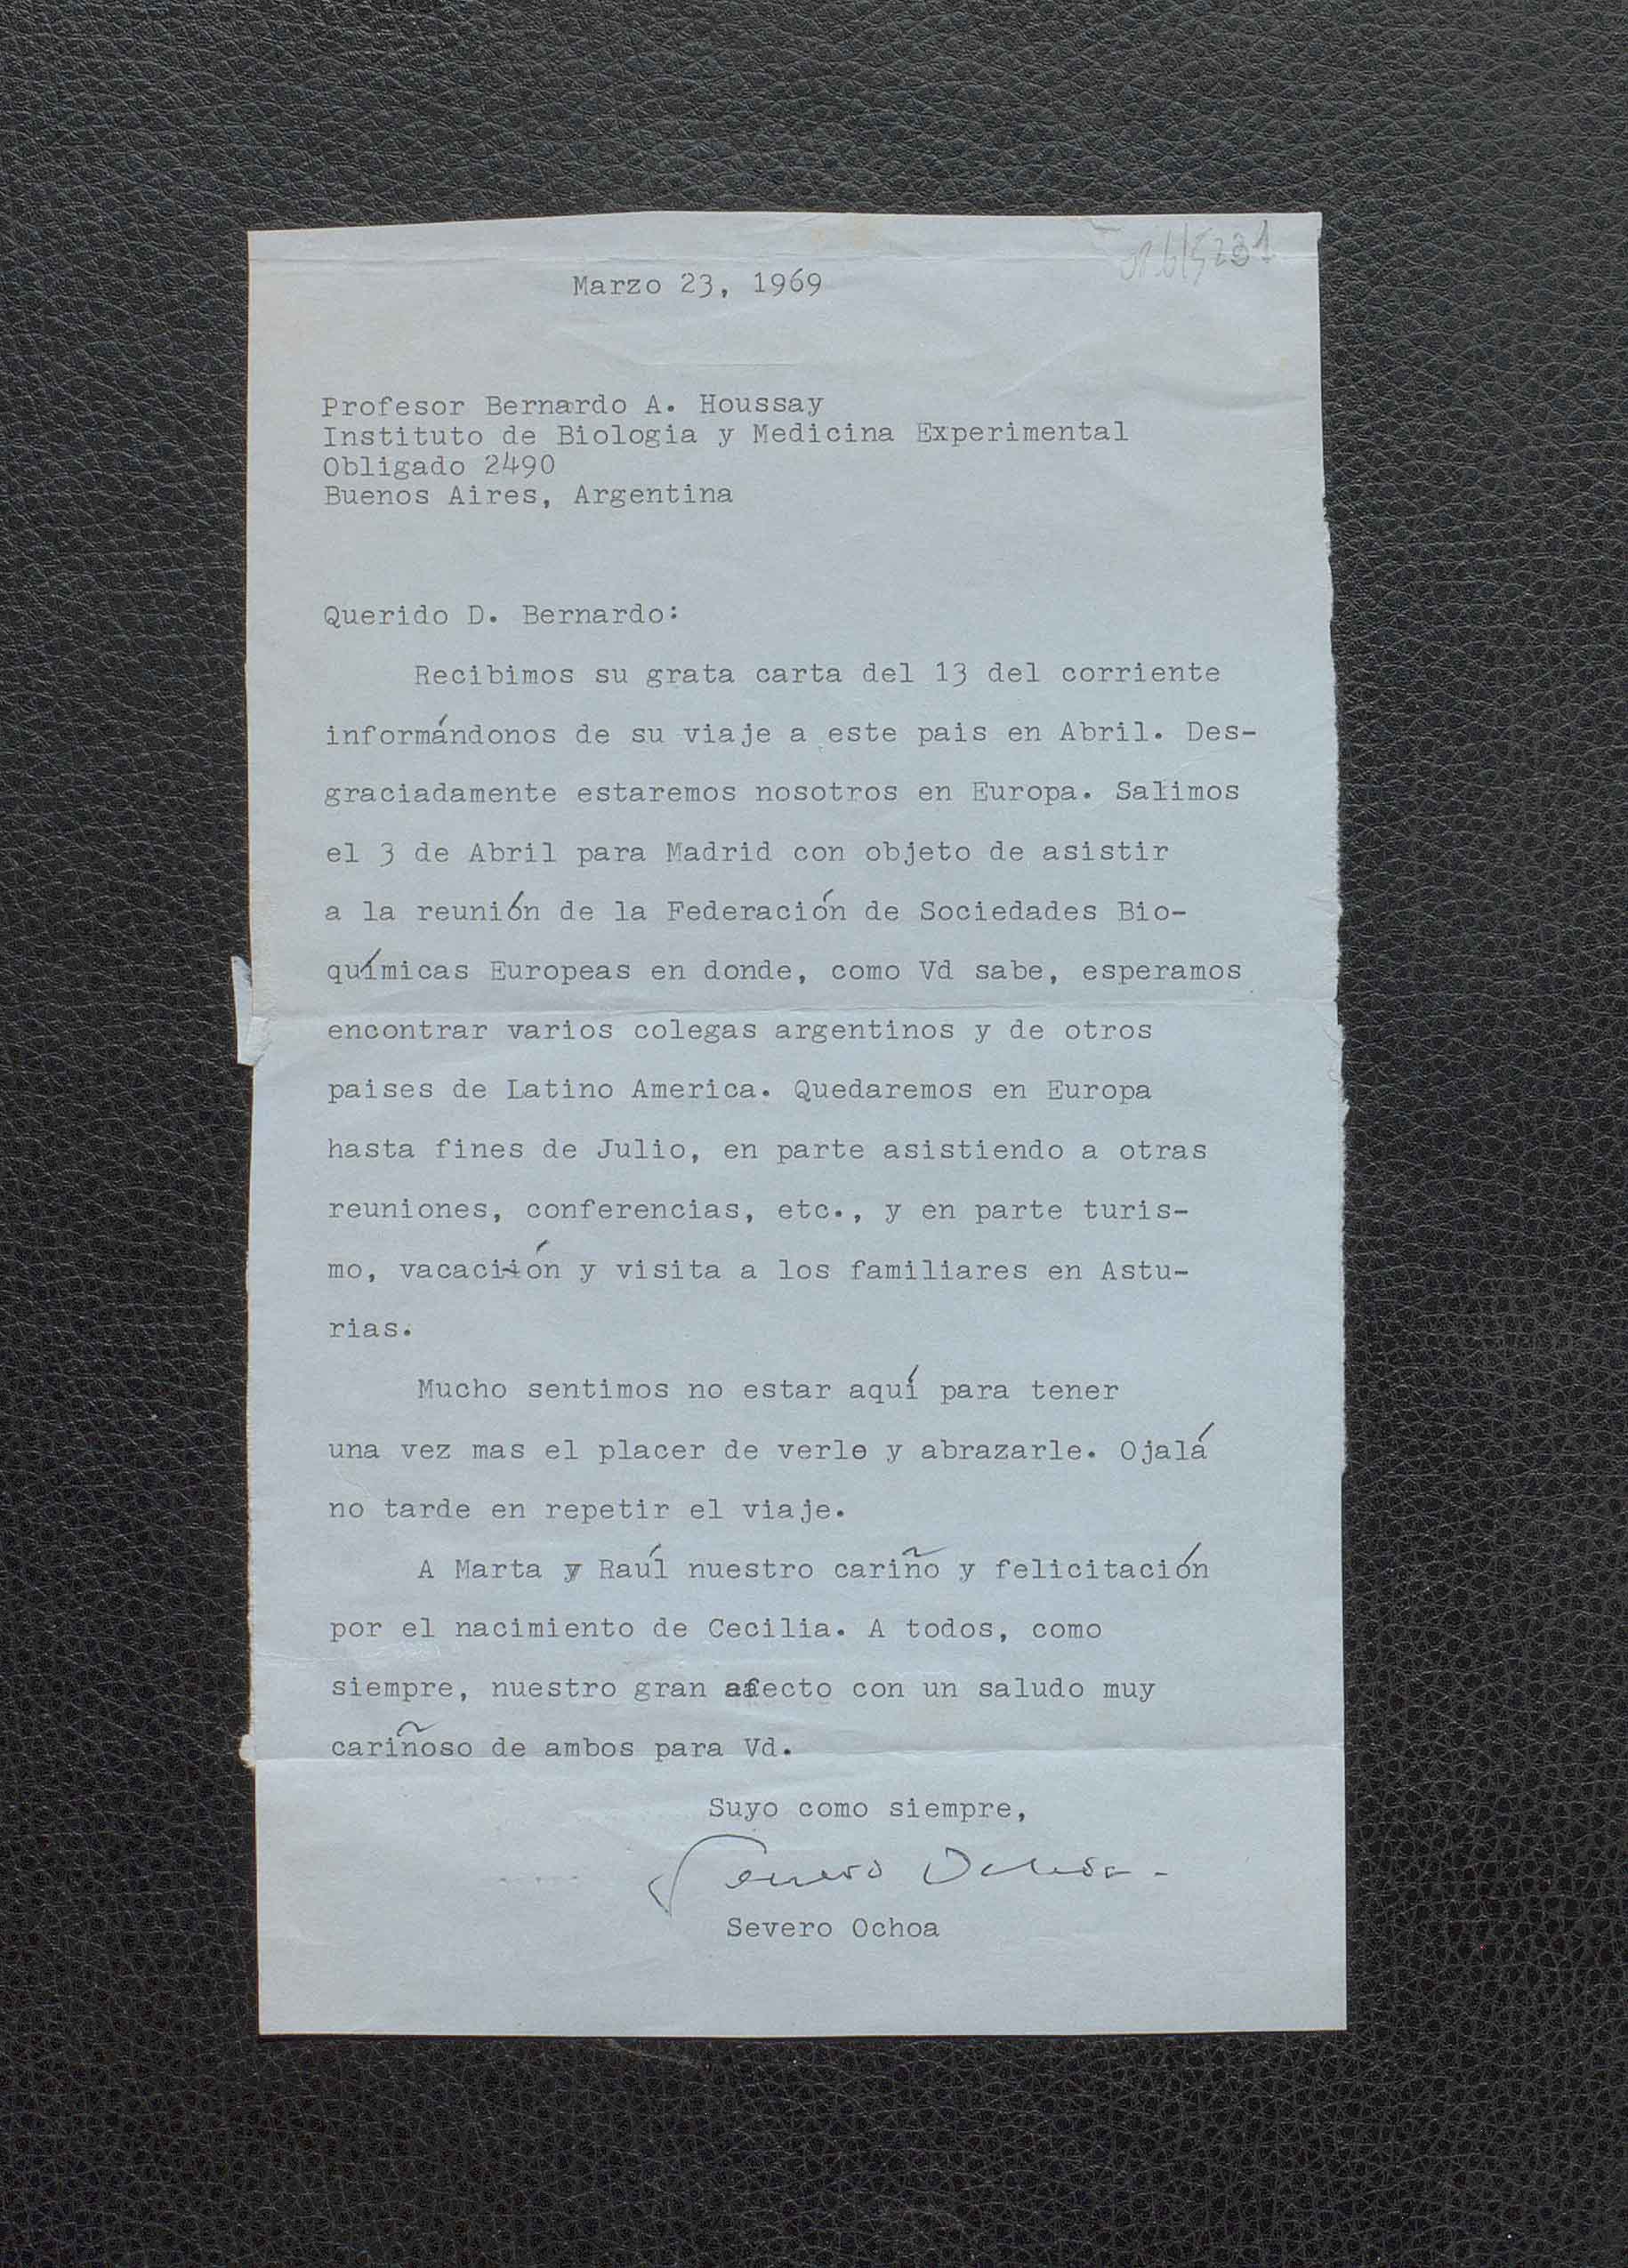 Marzo 23, 1969
Profesor Bernardo A. Houssay
Instituto de Biologia y Medicina Experimental
Obligado 2490
Buenos Aires, Argentina
Querido D. Bernardo:
Recibimos su grata carta del 13 del corriente
informándonos de su viaje a este pais en Abril. Des-
graciadamente estaremos nosotros en Europa. Salimos
el 3 de Abril para Madrid con objeto de asistir
a la reunión de la Federación de Sociedades Bio-
químicas Europeas en donde, como Vd sabe, esperamos
encontrar varios colegas argentinos y de otros
paises de Latino America. Quedaremos en Europa
hasta fines de Julio, en parte asistiendo a otras
reuniones, conferencias, etc., y en parte turis-
mo, vacación y visita a los familiares en Astu-
rias.
Mucho sentimos no estar aquí para tener
una vez mas el placer de verle y abrazarle. Ojalá
no tarde en repetir el viaje.
A Marta y Raúl nuestro cariño y felicitación
por el nacimiento de Cecilia. A todos, como
siempre, nuestro gran afecto con un saludo muy
cariñoso de ambos para Vd.
Suyo como siempre,
Severo Ochoa
Severo Ochoa